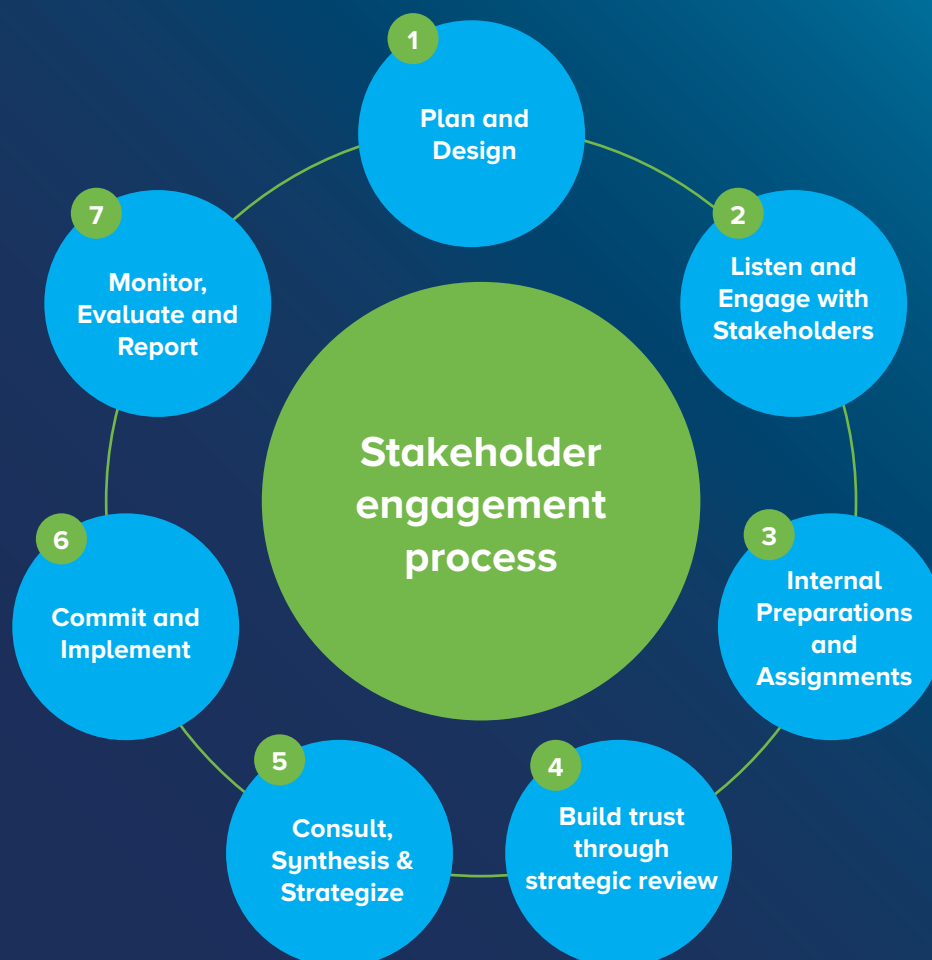 1
Plan and
Design
2
Listen and
Engage with
Stakeholders
3
Internal
Preparations
and
Assignments
4
Build trust
through
strategic review
5
Consult,
Synthesis &
Strategize
6
Commit and
Implement
7
Monitor,
Evaluate and
Report
Stakeholder
engagement
process